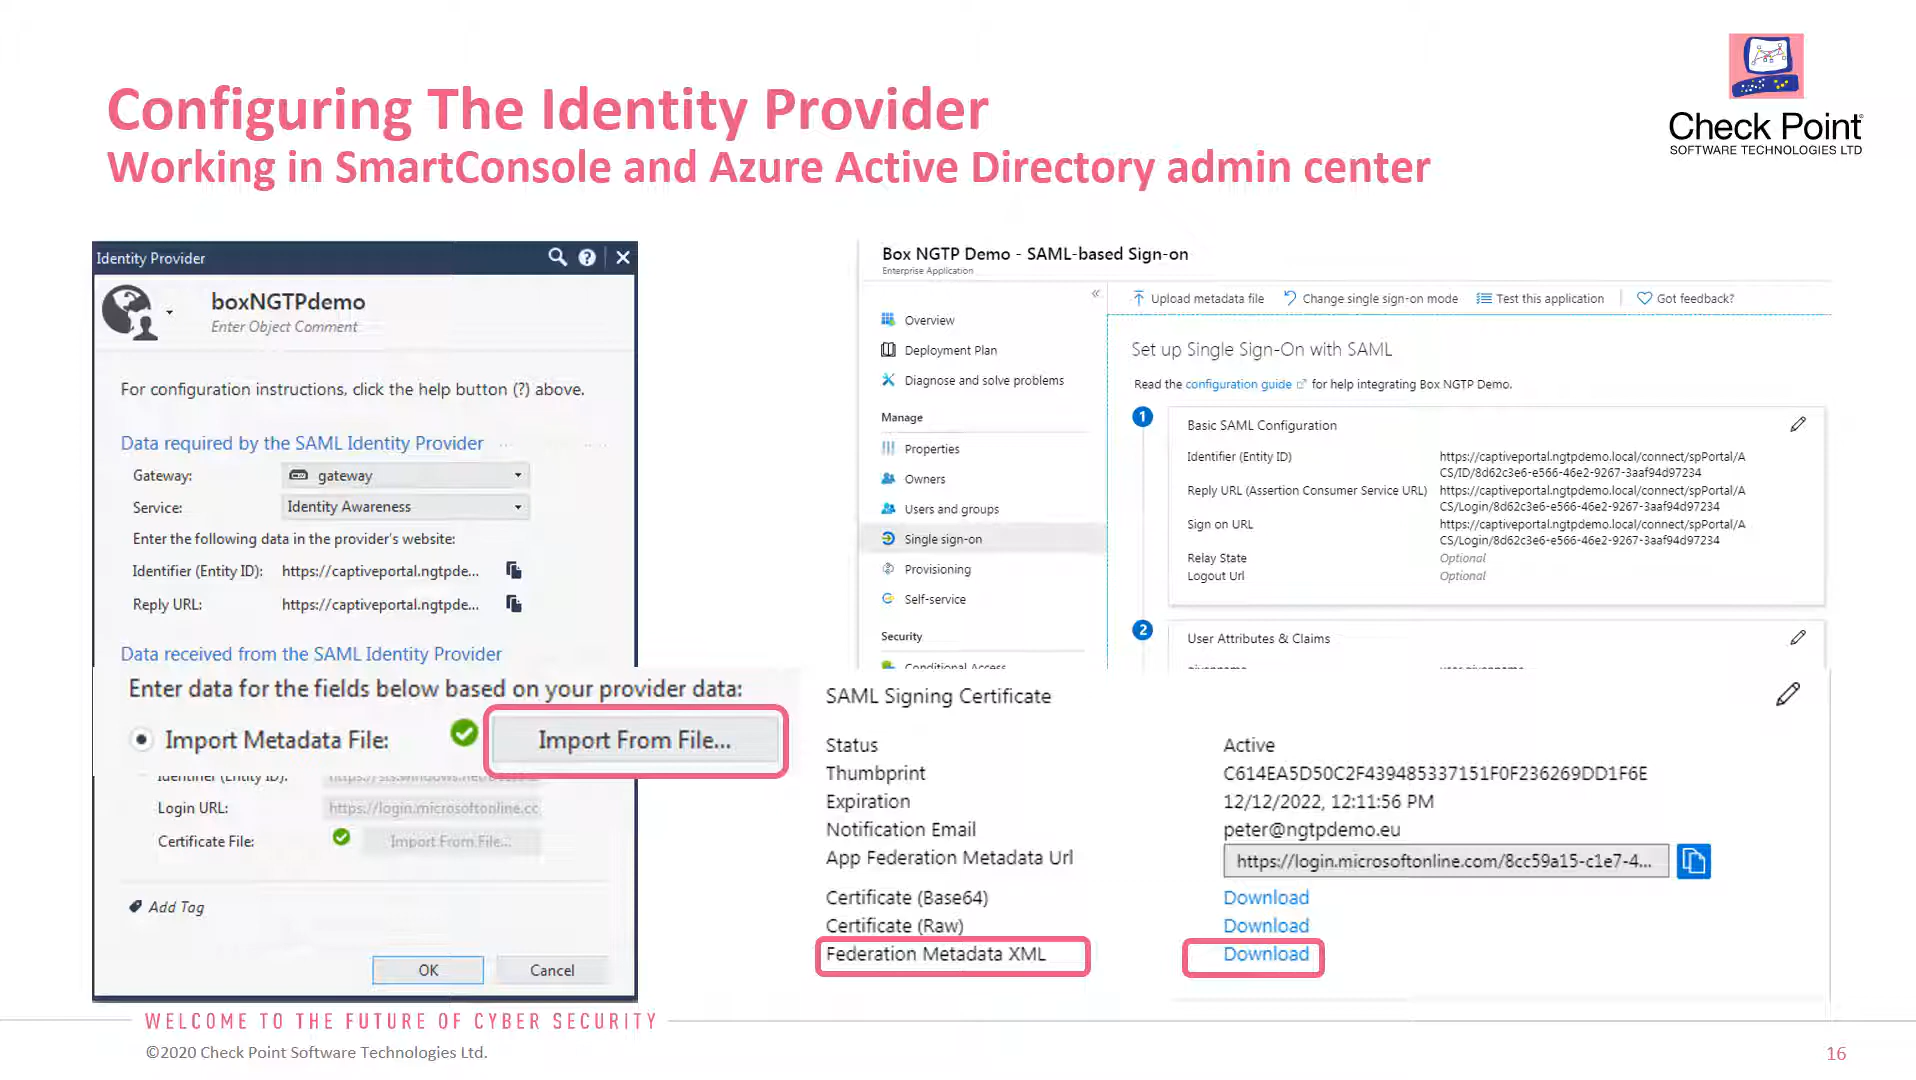 Configuring The Identity Provider
Working in SmartConsole and Azure Active Directory admin center
Check Point
SOFTWARE TECHNOLOGIES LTD
Identity Provider
boxNGTPdemo
Enter Object Comment
For configuration instructions, click the help button (?) above.
Data required by the SAML Identity Provider
Gateway: gateway
Service: Identity Awareness
Enter the following data in the provider's website:
Identifier (Entity ID): https://captiveportal.ngtpde...
Reply URL: https://captiveportal.ngtpde...
Data received from the SAML Identity Provider
Enter data for the fields below based on your provider data:
Import Metadata File: Import From File...
Identifier (Entity ID):
Login URL: https://login.microsoftonline.cc
Certificate File: Import From File...
Add Tag
OK Cancel
Box NGTP Demo - SAML-based Sign-on
Enterprise Application
«
Overview
Deployment Plan
Diagnose and solve problems
Manage
Properties
Owners
Users and groups
Single sign-on
Provisioning
Self-service
Security
Conditional Access
Upload metadata file Change single sign-on mode Test this application Got feedback?
Set up Single Sign-On with SAML
Read the configuration guide for help integrating Box NGTP Demo.
1
Basic SAML Configuration
Identifier (Entity ID) https://captiveportal.ngtpdemo.local/connect/spPortal/A
CS/ID/8d62c3e6-e566-46e2-9267-3aaf94d97234
Reply URL (Assertion Consumer Service URL) https://captiveportal.ngtpdemo.local/connect/spPortal/A
CS/Login/8d62c3e6-e566-46e2-9267-3aaf94d97234
Sign on URL https://captiveportal.ngtpdemo.local/connect/spPortal/A
CS/Login/8d62c3e6-e566-46e2-9267-3aaf94d97234
Relay State Optional
Logout Url Optional
2
User Attributes & Claims
SAML Signing Certificate
Status Active
Thumbprint C614EA5D50C2F439485337151F0F236269DD1F6E
Expiration 12/12/2022, 12:11:56 PM
Notification Email peter@ngtpdemo.eu
App Federation Metadata Url https://login.microsoftonline.com/8cc59a15-c1e7-4...
Certificate (Base64) Download
Certificate (Raw) Download
Federation Metadata XML Download
WELCOME TO THE FUTURE OF CYBER SECURITY
©2020 Check Point Software Technologies Ltd.
16